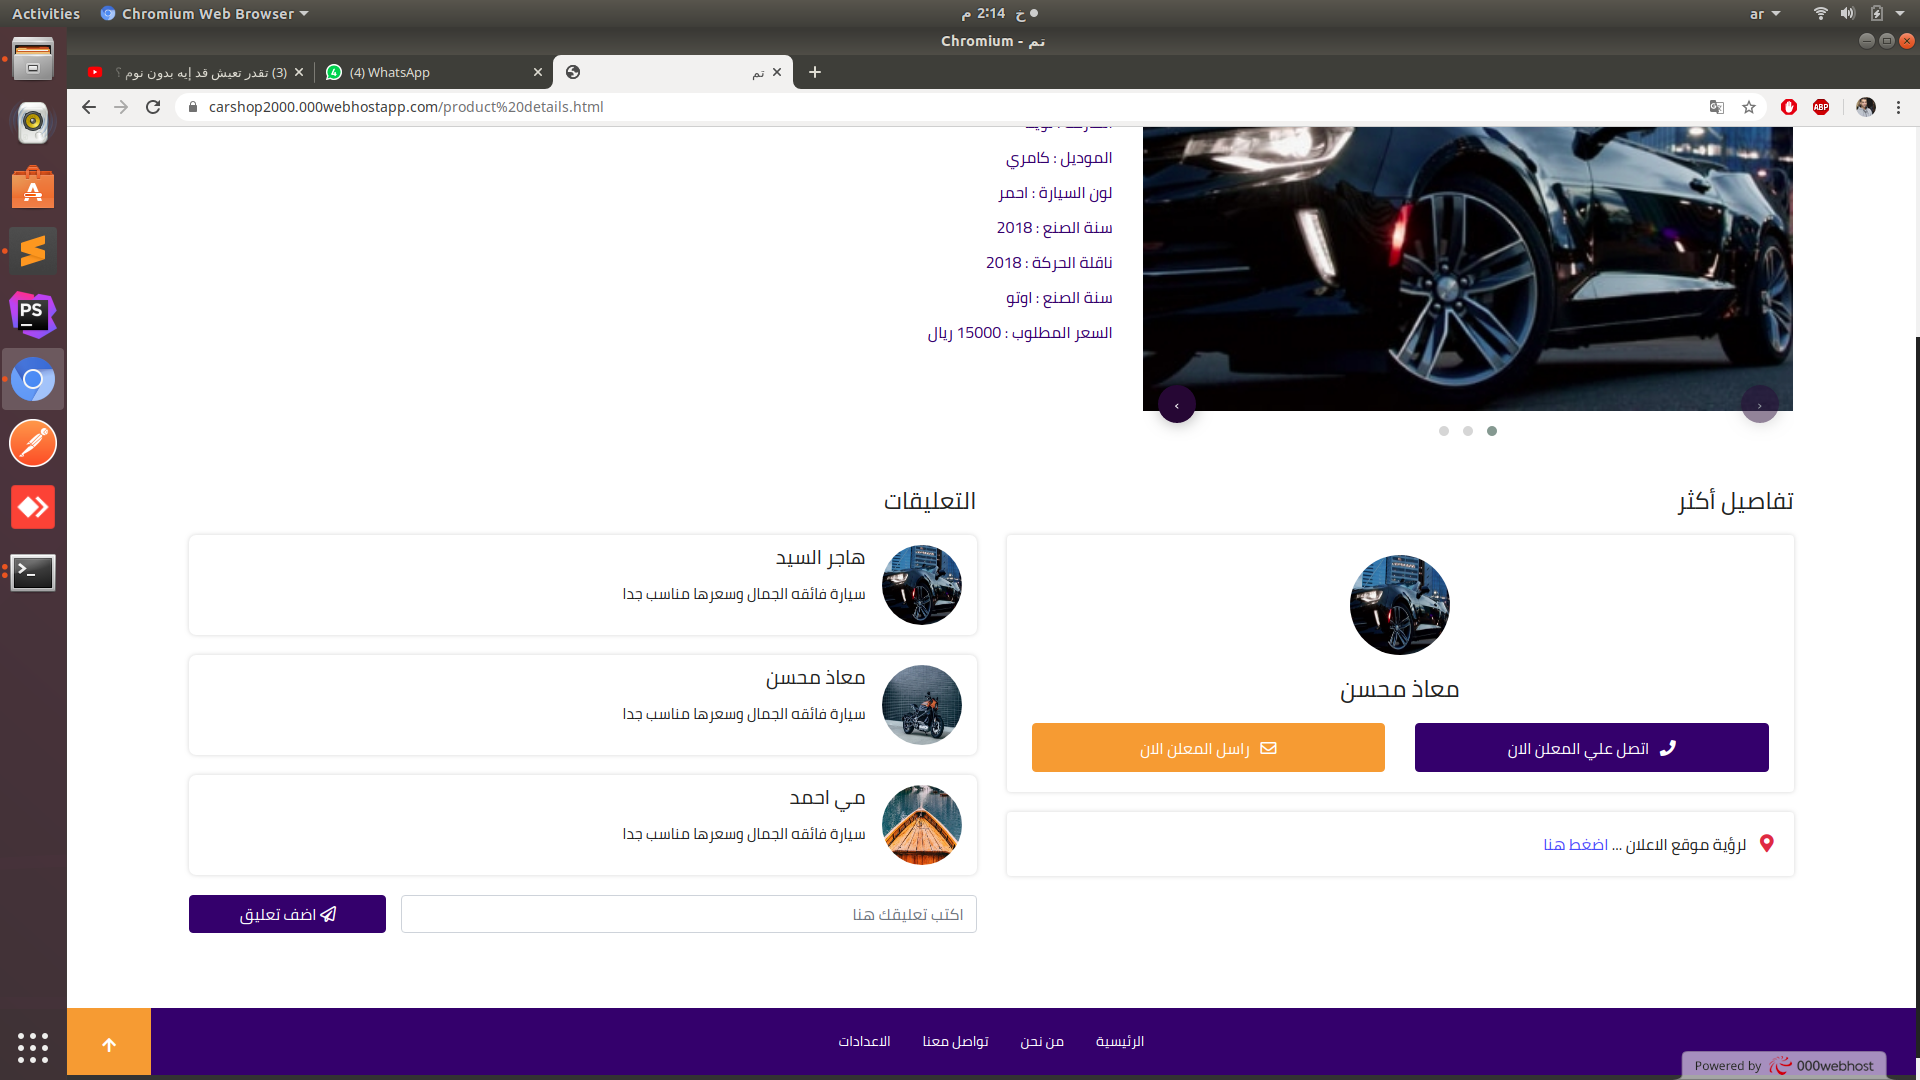 Activities
Chromium Web Browser
خ 2:14 م
ar
تم - Chromium
(3) تقدر تعيش قد إيه بدون نوم ؟
(4) WhatsApp
تم
carshop2000.000webhostapp.com/product%20details.html
ABP
الموديل : كامري
لون السيارة : احمر
سنة الصنع : 2018
ناقلة الحركة : 2018
سنة الصنع : اوتو
السعر المطلوب : 15000 ريال
تفاصيل أكثر
معاذ محسن
اتصل علي المعلن الان
راسل المعلن الان
لرؤية موقع الاعلان ... اضغط هنا
التعليقات
هاجر السيد
سيارة فائقه الجمال وسعرها مناسب جدا
معاذ محسن
سيارة فائقه الجمال وسعرها مناسب جدا
مي احمد
سيارة فائقه الجمال وسعرها مناسب جدا
اكتب تعليقك هنا
اضف تعليق
الرئيسية
من نحن
تواصل معنا
الاعدادات
Powered by 000webhost
PS